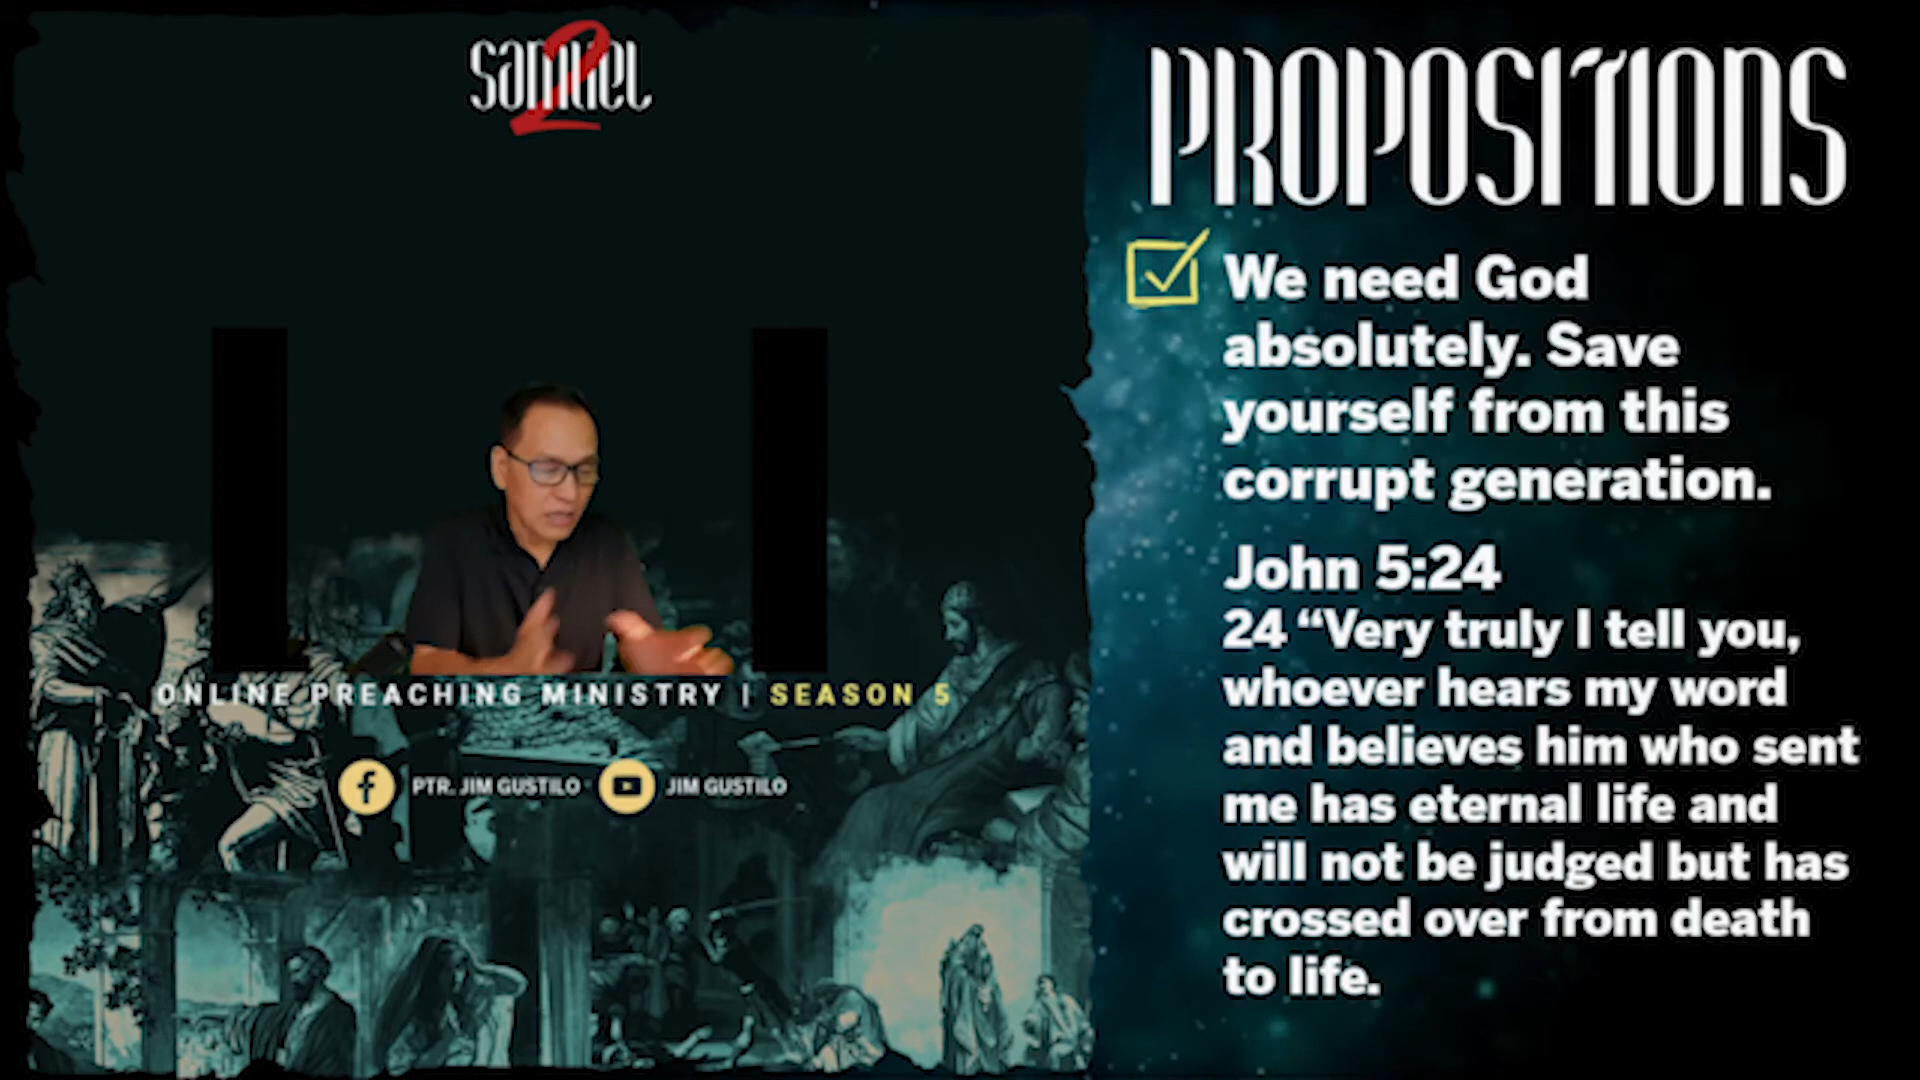 Samuel
2
ONLINE PREACHING MINISTRY | SEASON 5
PTR. JIM GUSTILO
JIM GUSTILO
PROPOSITIONS
We need God
absolutely. Save
yourself from this
corrupt generation.
John 5:24
24 “Very truly I tell you,
whoever hears my word
and believes him who sent
me has eternal life and
will not be judged but has
crossed over from death
to life.